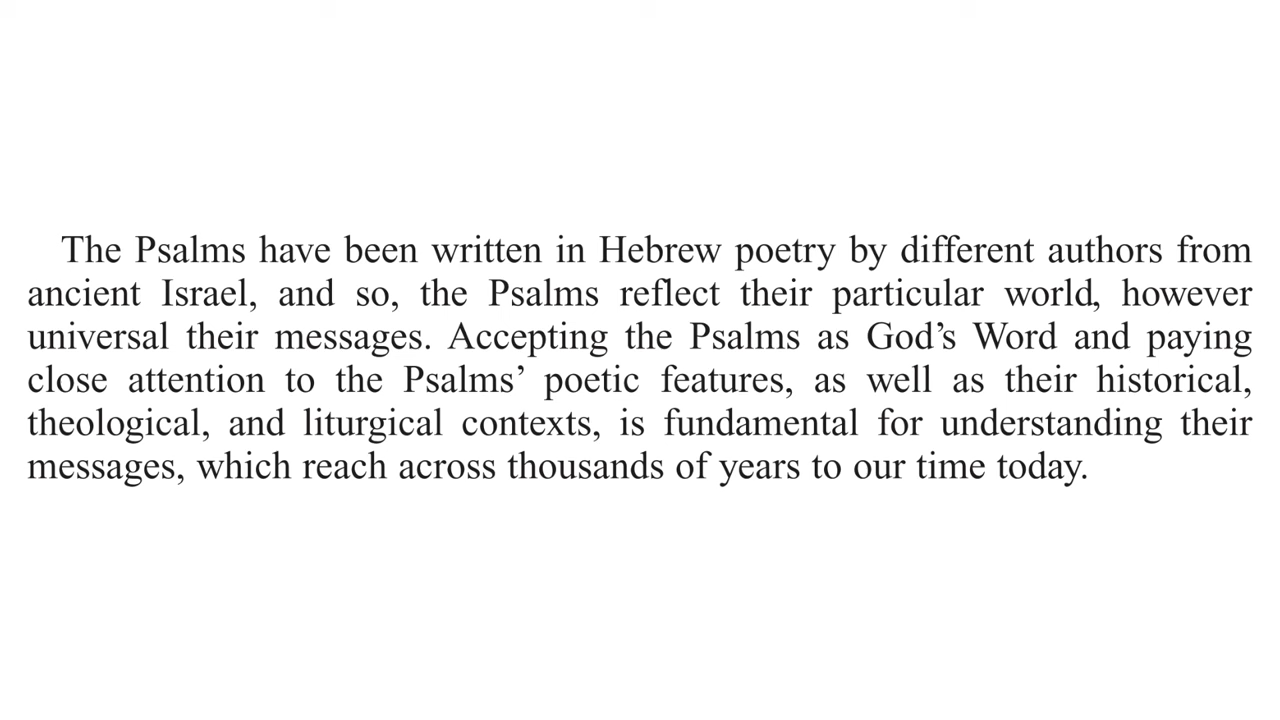 The Psalms have been written in Hebrew poetry by different authors from
ancient Israel, and so, the Psalms reflect their particular world, however
universal their messages. Accepting the Psalms as God’s Word and paying
close attention to the Psalms’ poetic features, as well as their historical,
theological, and liturgical contexts, is fundamental for understanding their
messages, which reach across thousands of years to our time today.